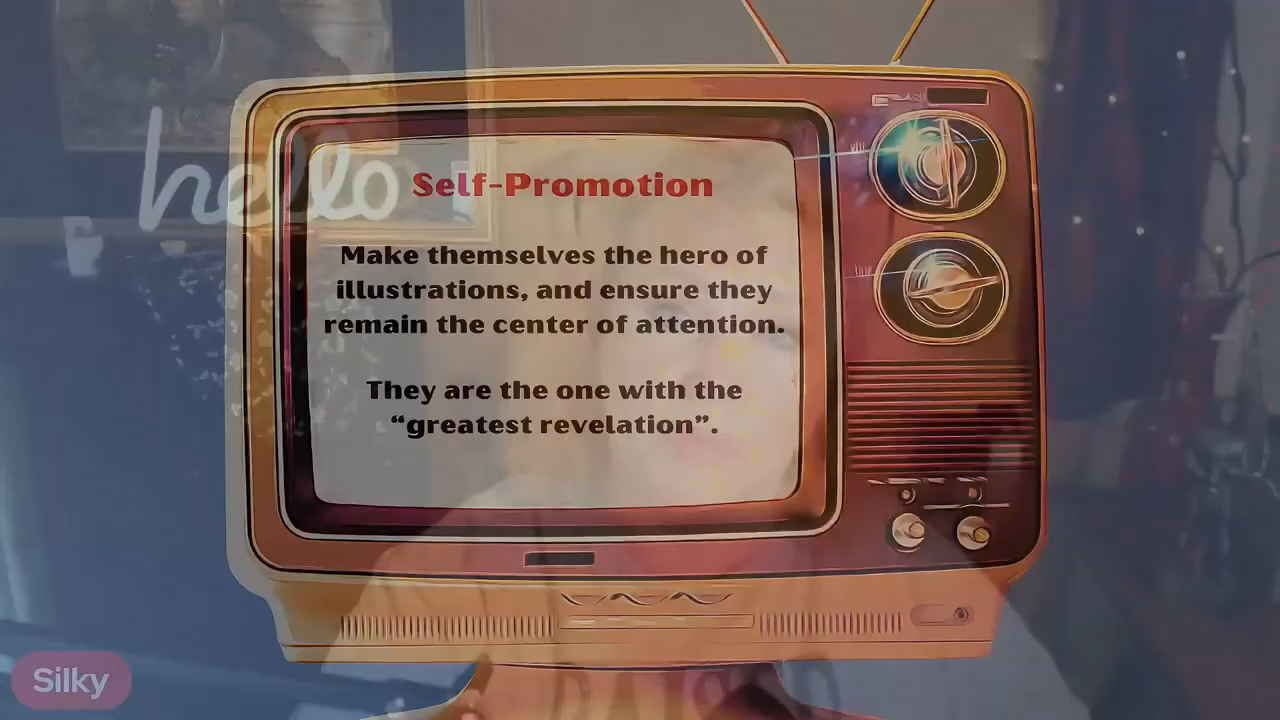 hello
Self-Promotion
Make themselves the hero of
illustrations, and ensure they
remain the center of attention.
They are the one with the
“greatest revelation”.
Silky